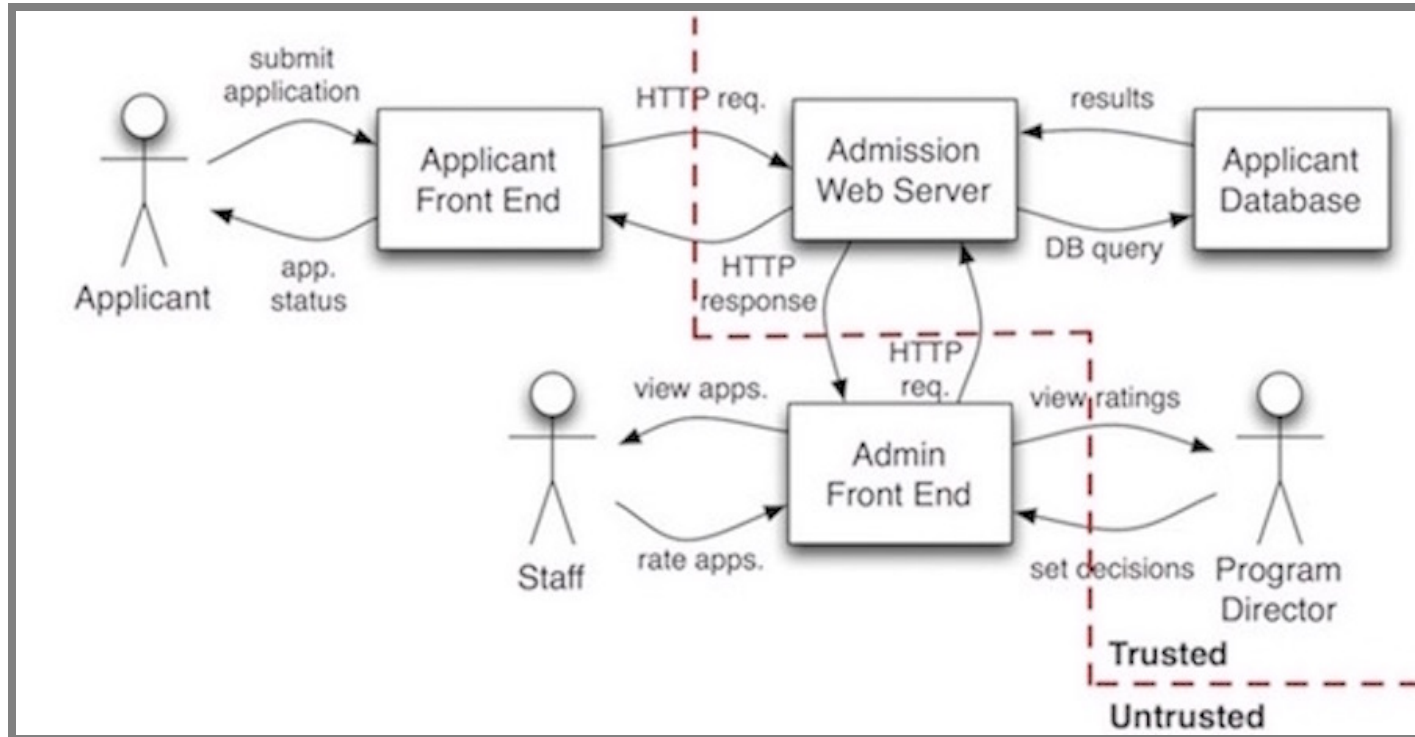 submit
application
HTTP req.
results
Applicant
Front End
Admission
Web Server
Applicant
Database
app.
status
Applicant
HTTP
response
DB query
HTTP
req.
view apps.
view ratings
Admin
Front End
rate apps.
set decisions
Staff
Program
Director
Trusted
Untrusted